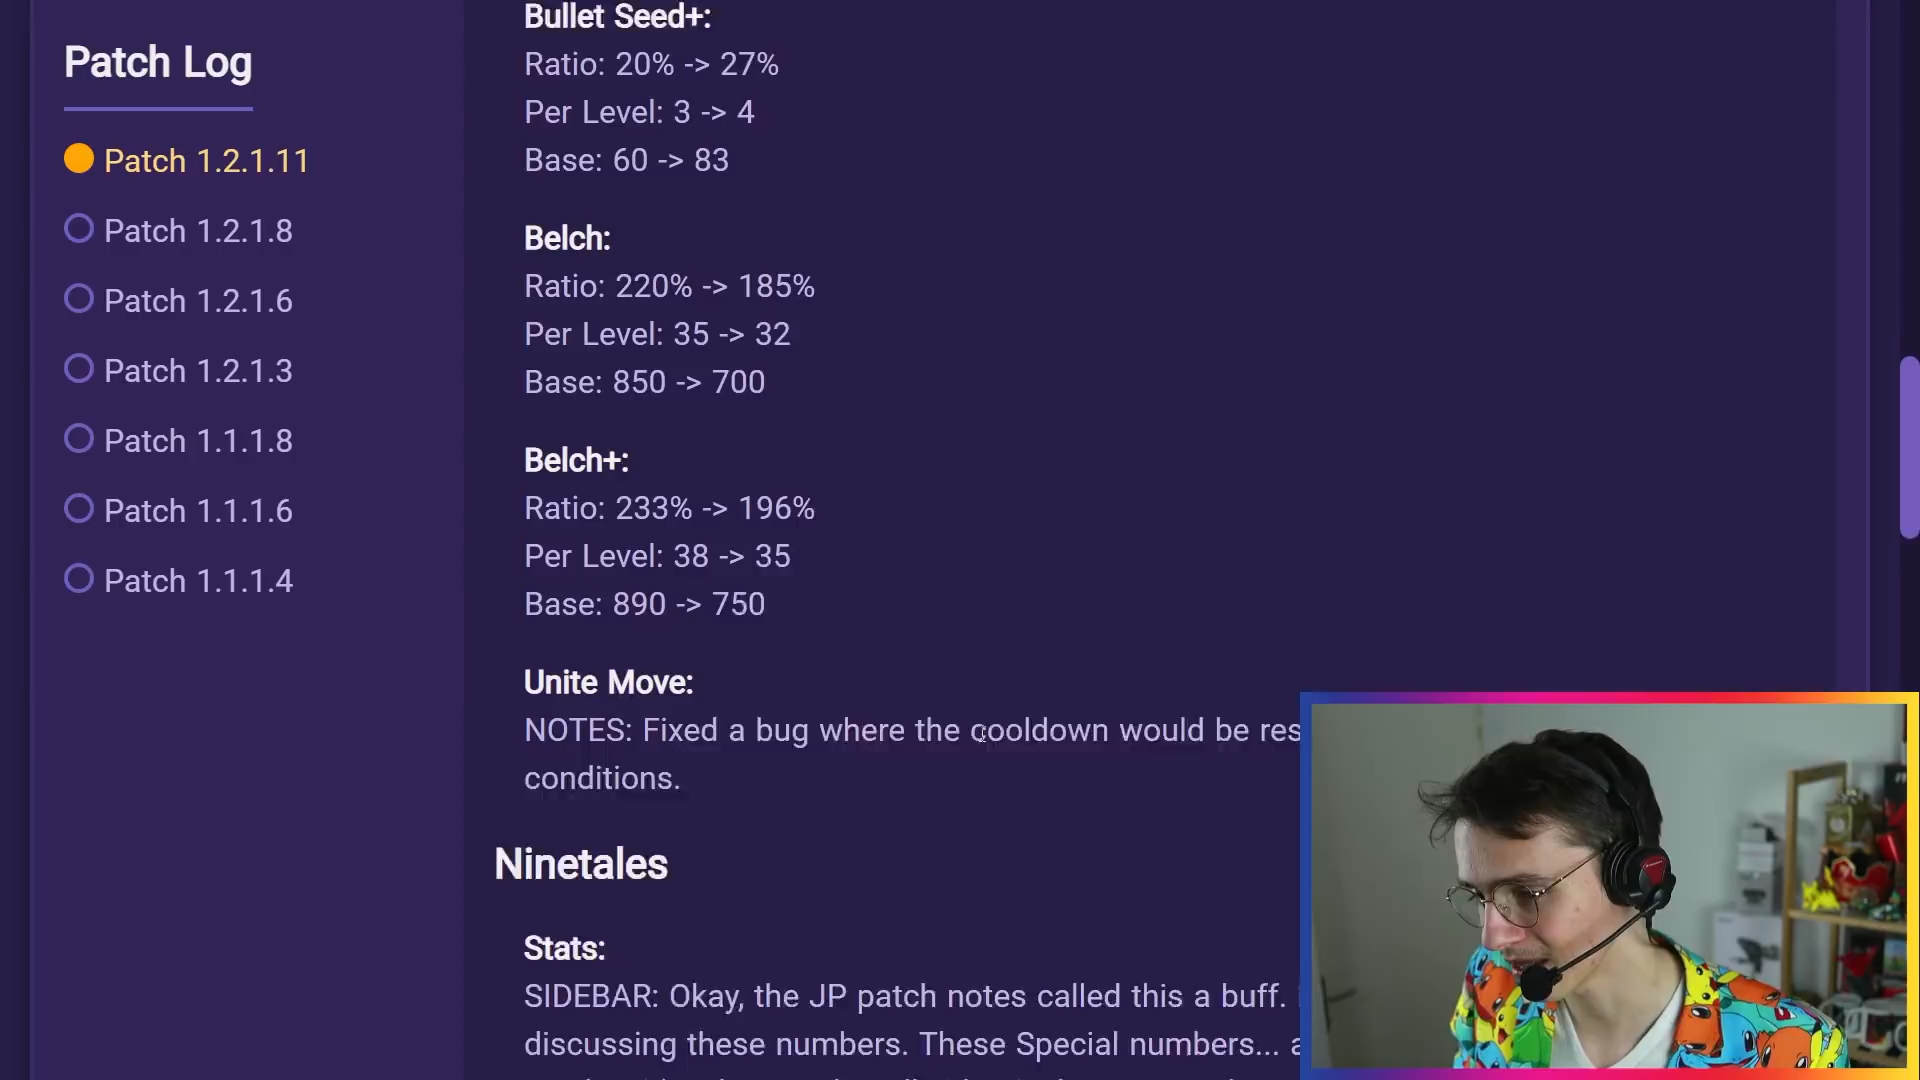 Patch Log
Patch 1.2.1.11
Patch 1.2.1.8
Patch 1.2.1.6
Patch 1.2.1.3
Patch 1.1.1.8
Patch 1.1.1.6
Patch 1.1.1.4
Bullet Seed+:
Ratio: 20% -> 27%
Per Level: 3 -> 4
Base: 60 -> 83
Belch:
Ratio: 220% -> 185%
Per Level: 35 -> 32
Base: 850 -> 700
Belch+:
Ratio: 233% -> 196%
Per Level: 38 -> 35
Base: 890 -> 750
Unite Move:
NOTES: Fixed a bug where the cooldown would be res
conditions.
Ninetales
Stats:
SIDEBAR: Okay, the JP patch notes called this a buff.
discussing these numbers. These Special numbers...